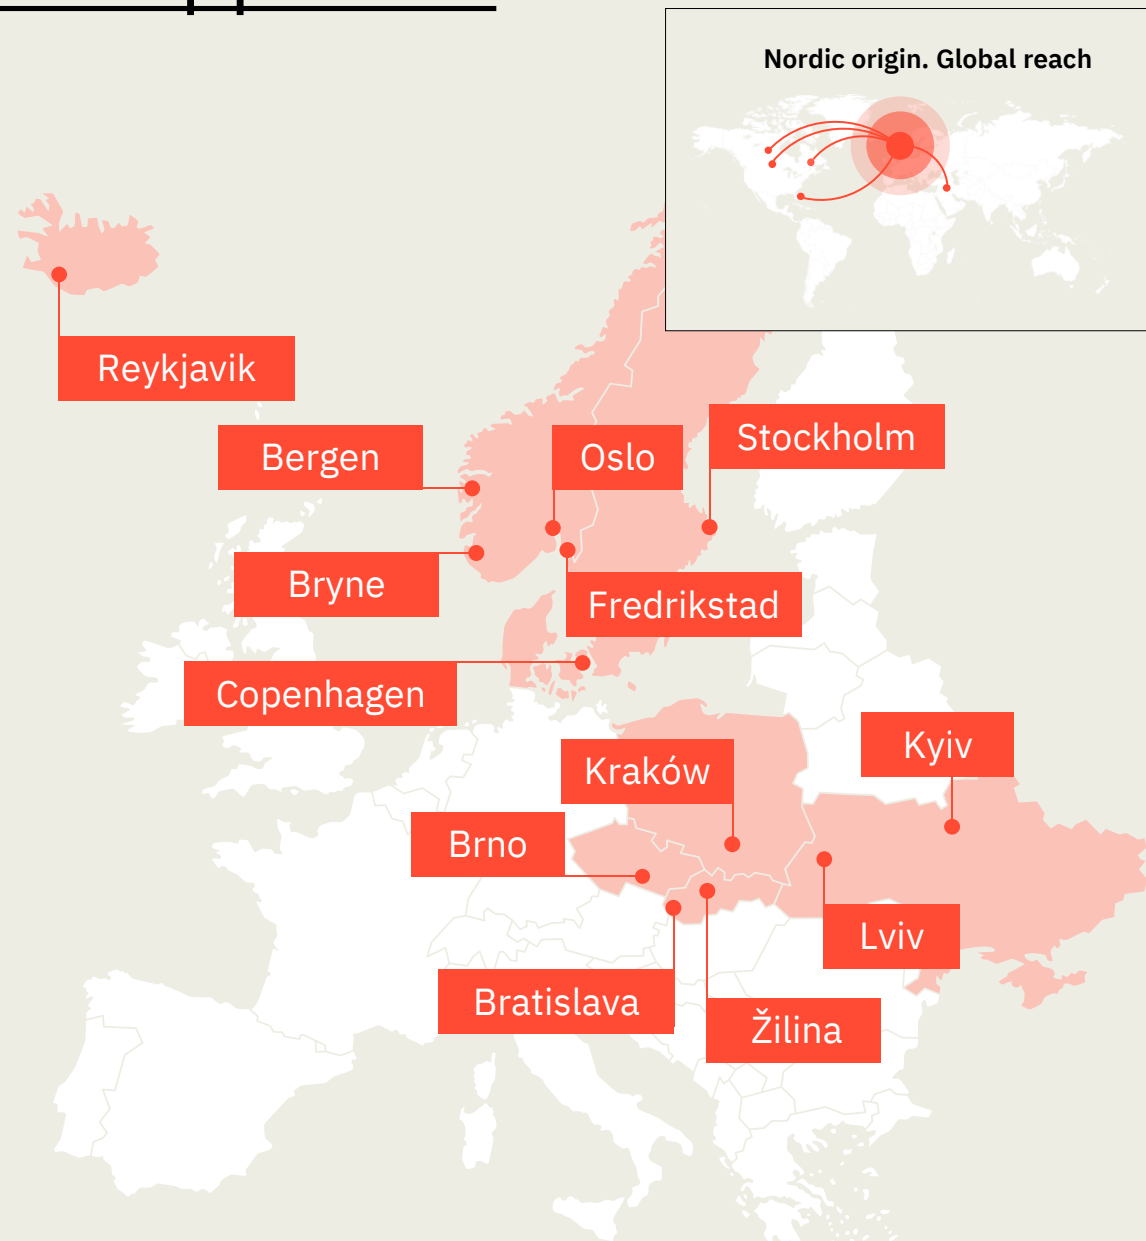 Nordic origin. Global reach
Reykjavik
Bergen
Oslo
Stockholm
Bryne
Fredrikstad
Copenhagen
Kraków
Kyiv
Brno
Lviv
Bratislava
Žilina